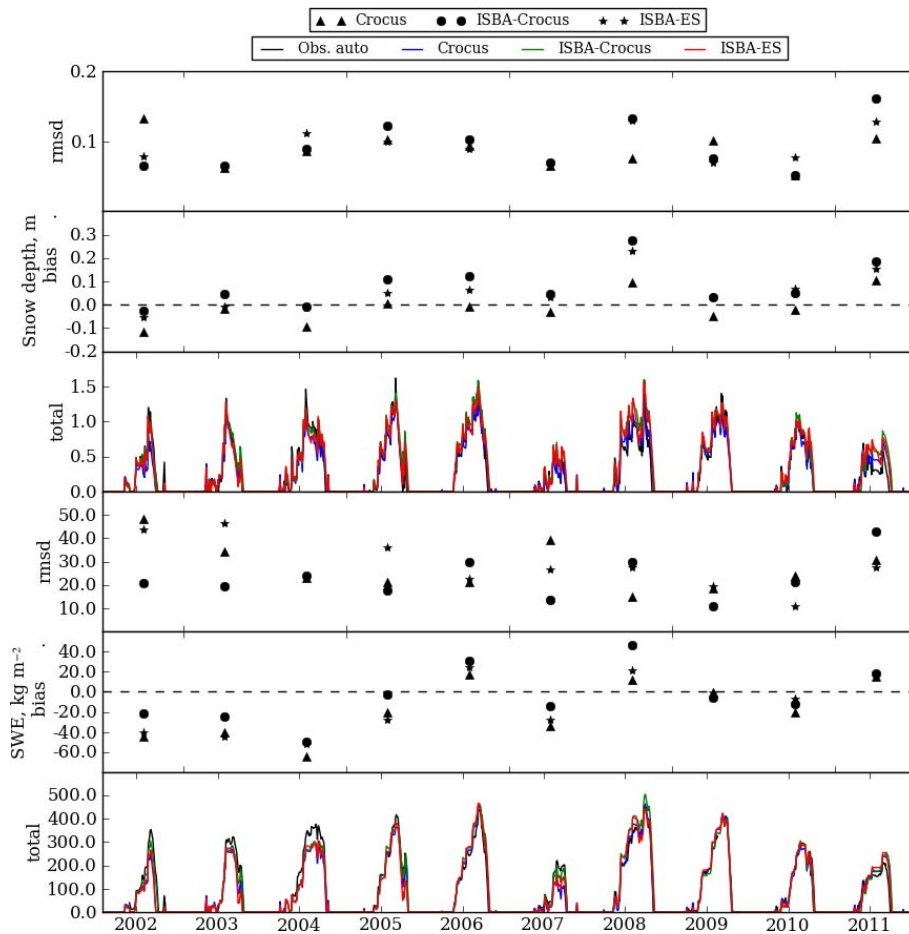 Crocus ISBA-Crocus ISBA-ES
Obs. auto Crocus ISBA-Crocus ISBA-ES
0.2
0.1
rmsd
0.3
0.2
0.1
0.0
-0.1
-0.2
Snow depth, m
bias .
1.5
1.0
0.5
0.0
total
50.0
40.0
30.0
20.0
10.0
rmsd
40.0
20.0
0.0
-20.0
-40.0
-60.0
SWE, kg m⁻²
bias .
500.0
400.0
300.0
200.0
100.0
0.0
total
2002 2003 2004 2005 2006 2007 2008 2009 2010 2011